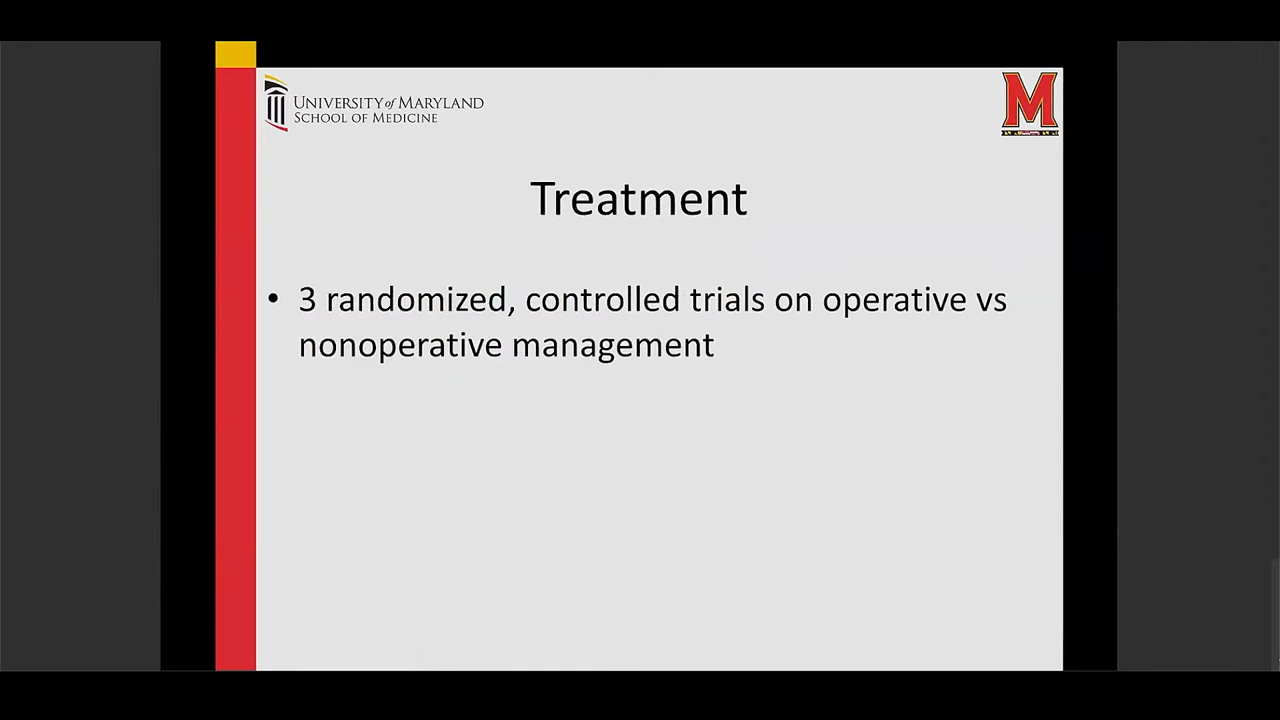 UNIVERSITY of MARYLAND
SCHOOL OF MEDICINE
M
Treatment
• 3 randomized, controlled trials on operative vs
nonoperative management